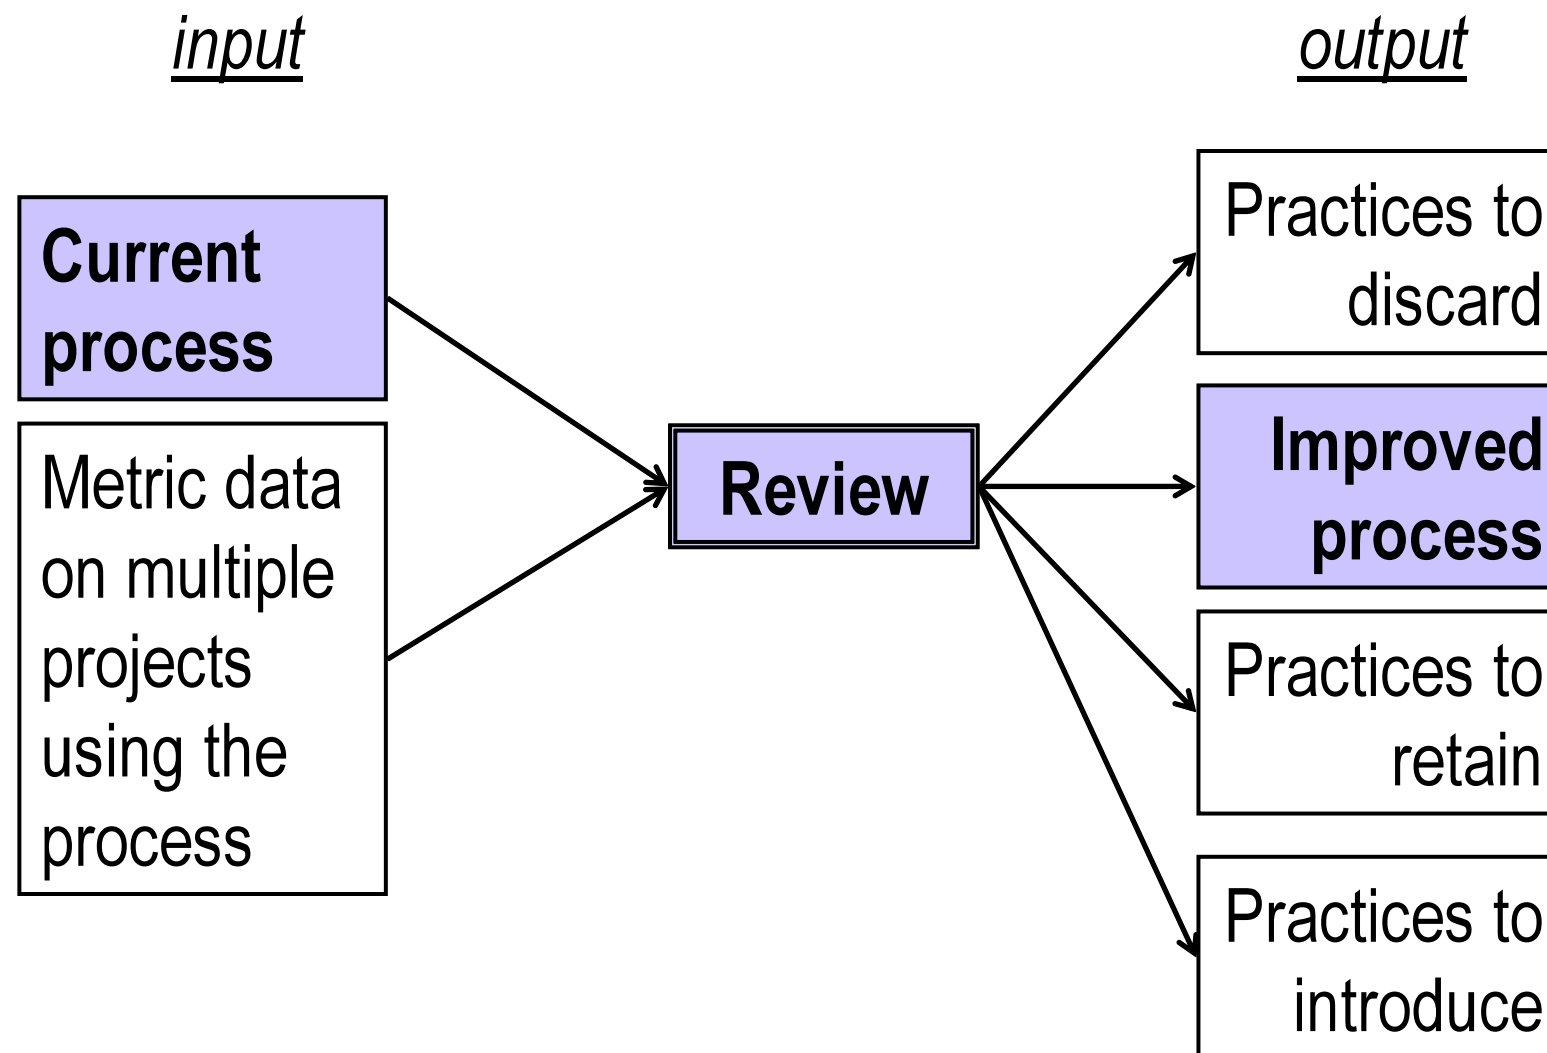 input
output
Current
process
Metric data
on multiple
projects
using the
process
Review
Practices to
discard
Improved
process
Practices to
retain
Practices to
introduce